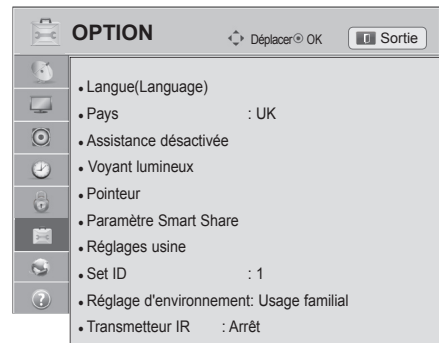 OPTION
Déplacer OK Sortie
Langue(Language)
Pays : UK
Assistance désactivée
Voyant lumineux
Pointeur
Paramètre Smart Share
Réglages usine
Set ID : 1
Réglage d'environnement: Usage familial
Transmetteur IR : Arrêt